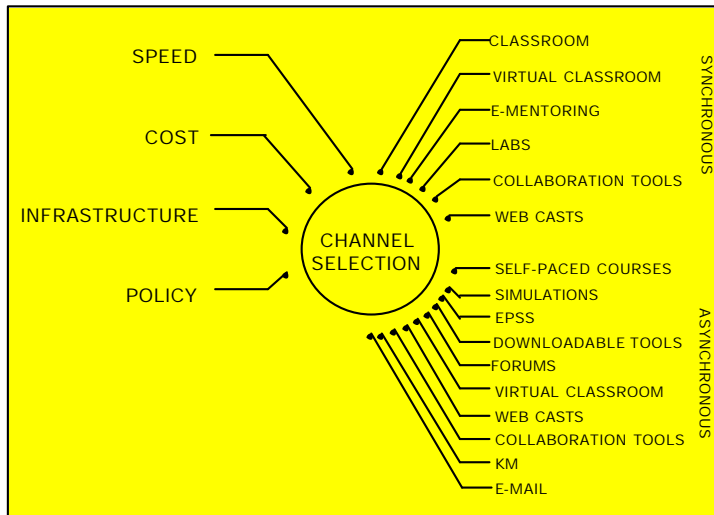 SPEED
COST
INFRASTRUCTURE
POLICY
CHANNEL
SELECTION
CLASSROOM
VIRTUAL CLASSROOM
E-MENTORING
LABS
COLLABORATION TOOLS
WEB CASTS
SYNCHRONOUS
SELF-PACED COURSES
SIMULATIONS
EPSS
DOWNLOADABLE TOOLS
FORUMS
VIRTUAL CLASSROOM
WEB CASTS
COLLABORATION TOOLS
KM
E-MAIL
ASYNCHRONOUS